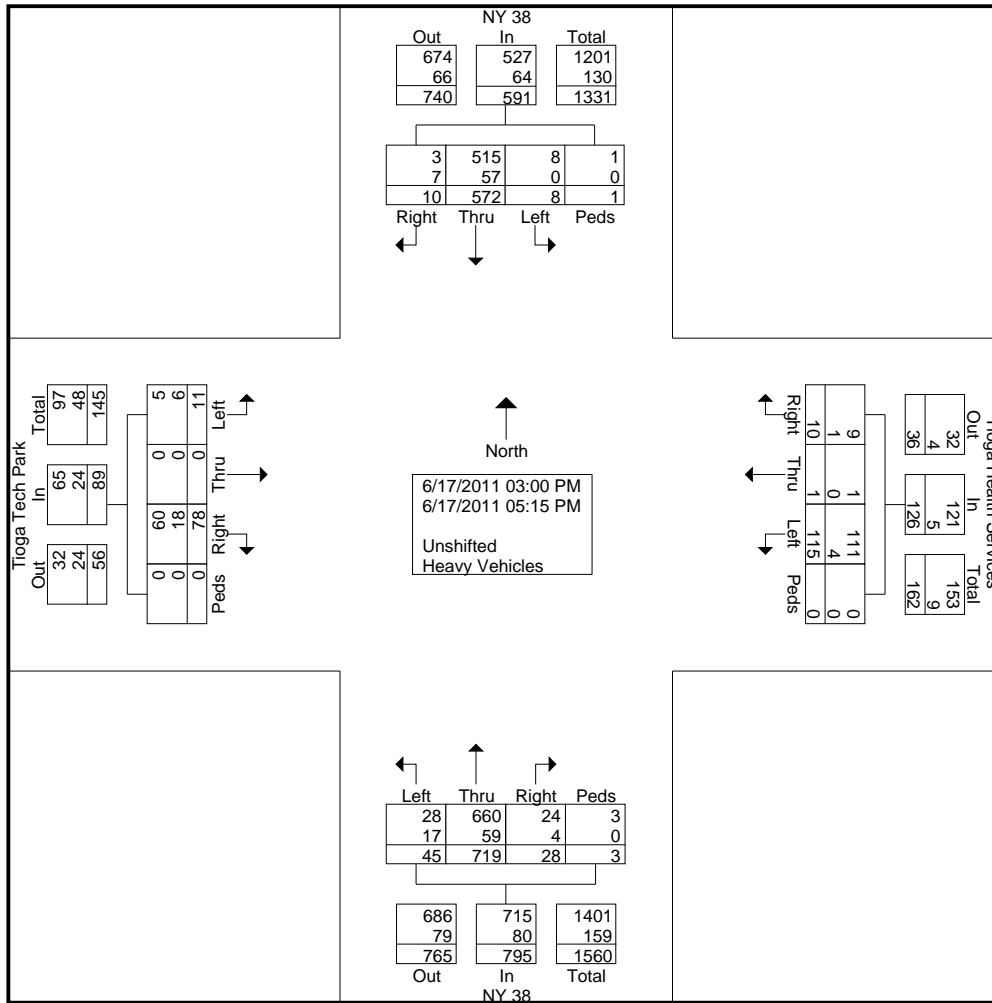 NY 38
Out In Total
674 527 1201
66 64 130
740 591 1331
3 515 8 1
7 57 0 0
10 572 8 1
Right Thru Left Peds
Tioga Tech Park
Total In Out
97 65 32
48 24 24
145 89 56
5 0 60 0
6 0 18 0
11 0 78 0
Left Thru Right Peds
North
6/17/2011 03:00 PM
6/17/2011 05:15 PM
Unshifted
Heavy Vehicles
Right Thru Left Peds
9 1 111 0
1 0 4 0
10 1 115 0
Out In Total
32 121 153
4 5 9
36 126 162
Tioga Health Services
Left Thru Right Peds
28 660 24 3
17 59 4 0
45 719 28 3
686 715 1401
79 80 159
765 795 1560
Out In Total
NY 38